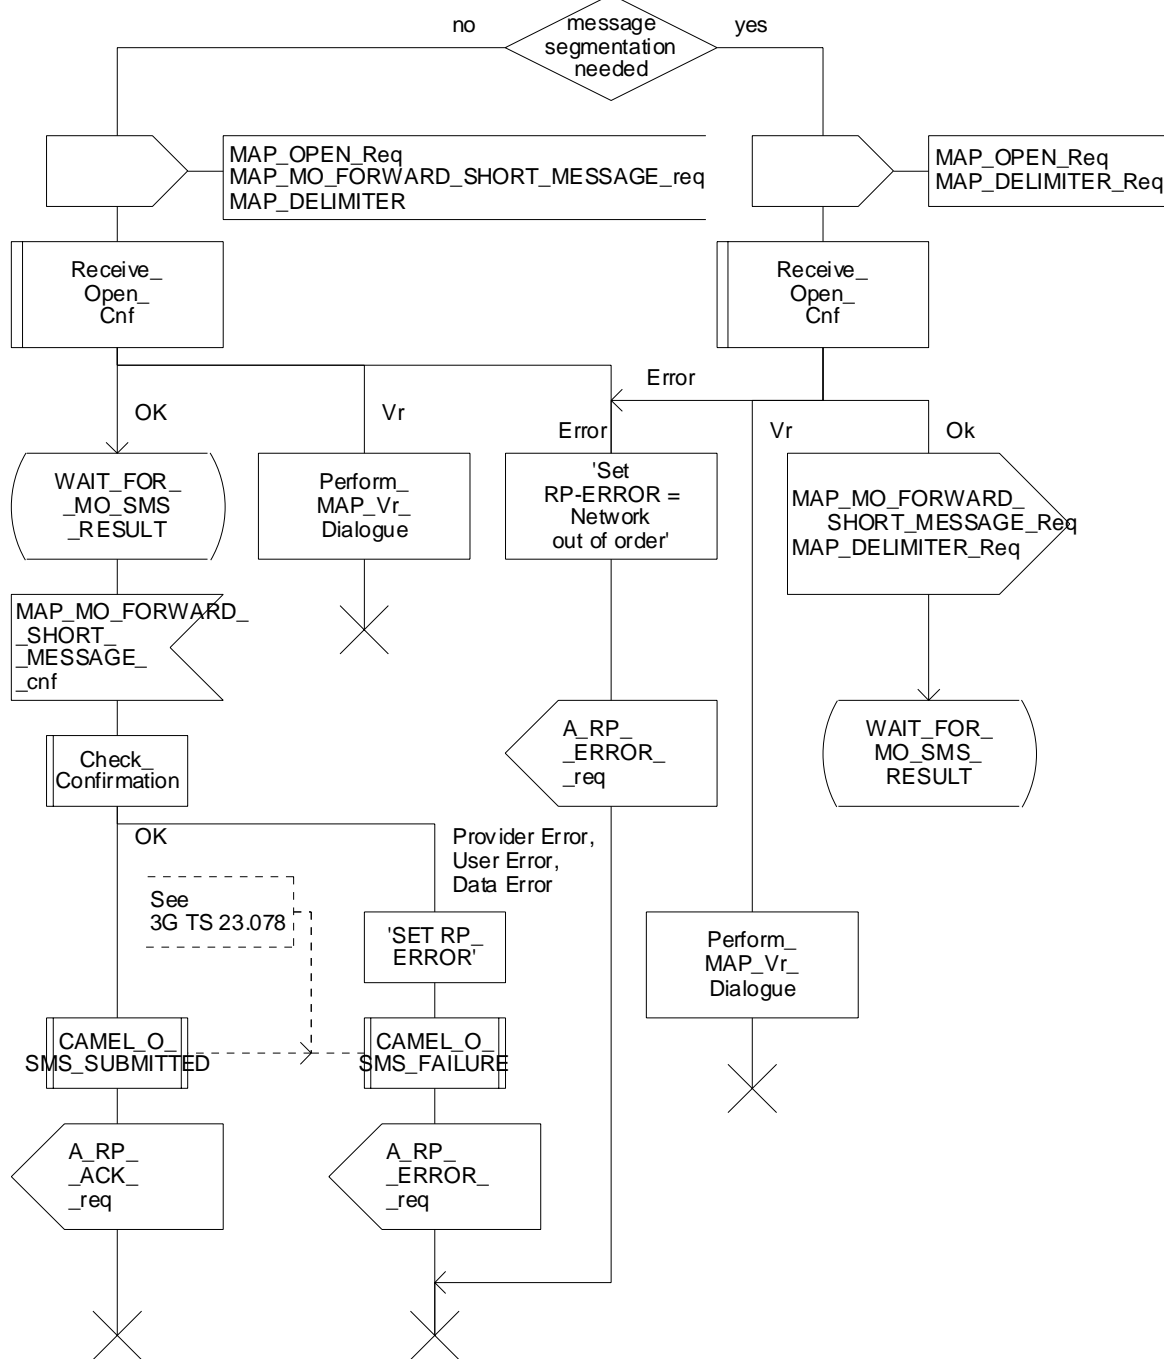 no
message
segmentation
needed
yes
MAP_OPEN_Req
MAP_MO_FORWARD_SHORT_MESSAGE_req
MAP_DELIMITER
MAP_OPEN_Req
MAP_DELIMITER_Req
Receive_
Open_
Cnf
Receive_
Open_
Cnf
Error
OK
Vr
Error
Vr
Ok
WAIT_FOR_
_MO_SMS
_RESULT
Perform_
MAP_Vr_
Dialogue
'Set
RP-ERROR =
Network
out of order'
MAP_MO_FORWARD_
SHORT_MESSAGE_Req
MAP_DELIMITER_Req
MAP_MO_FORWARD_
_SHORT_
_MESSAGE_
_cnf
A_RP_
_ERROR_
_req
WAIT_FOR_
MO_SMS_
RESULT
Check_
Confirmation
OK
Provider Error,
User Error,
Data Error
See
3G TS 23.078
'SET RP_
ERROR'
Perform_
MAP_Vr_
Dialogue
CAMEL_O_
SMS_SUBMITTED
CAMEL_O_
SMS_FAILURE
A_RP_
_ACK_
_req
A_RP_
_ERROR_
_req